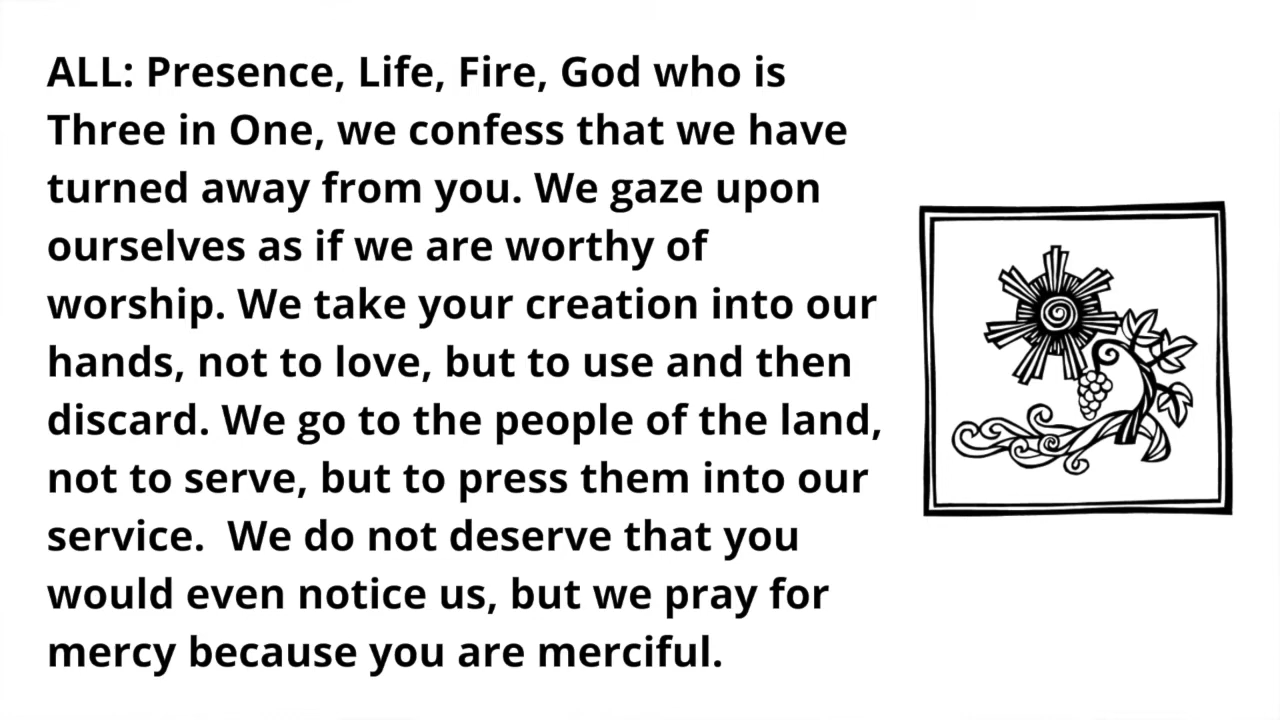 ALL: Presence, Life, Fire, God who is
Three in One, we confess that we have
turned away from you. We gaze upon
ourselves as if we are worthy of
worship. We take your creation into our
hands, not to love, but to use and then
discard. We go to the people of the land,
not to serve, but to press them into our
service.  We do not deserve that you
would even notice us, but we pray for
mercy because you are merciful.